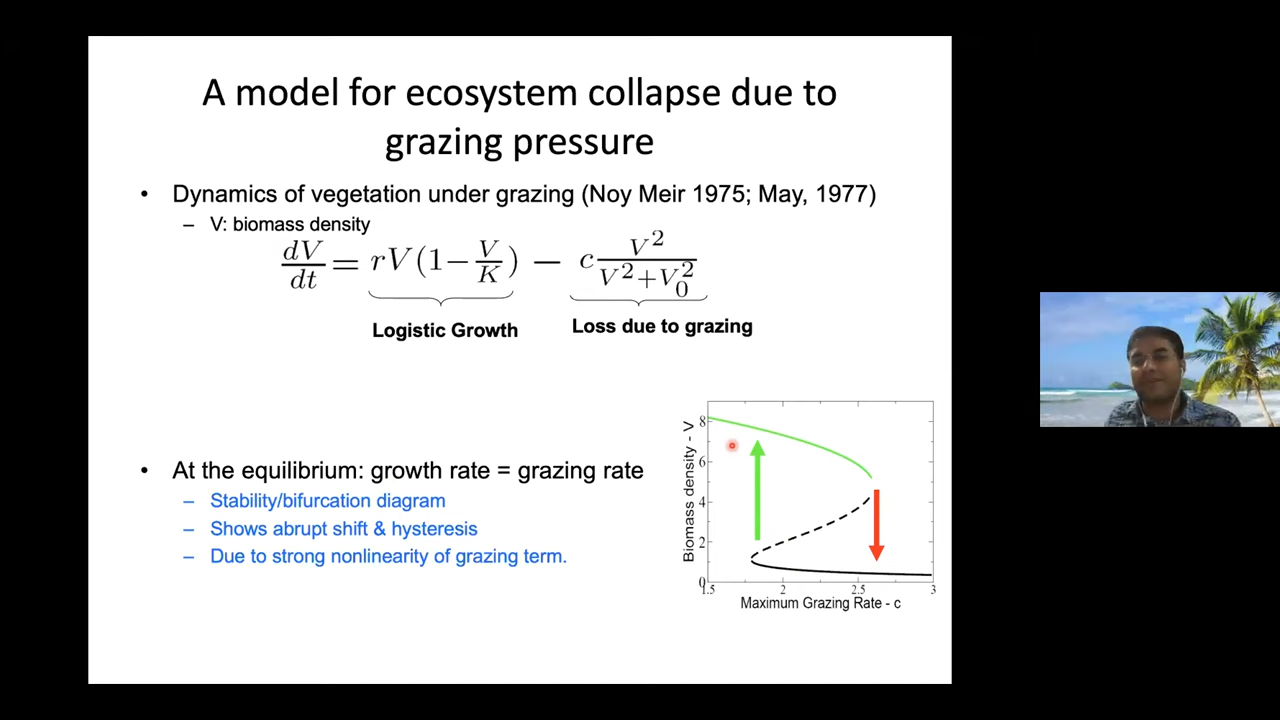 A model for ecosystem collapse due to
grazing pressure
• Dynamics of vegetation under grazing (Noy Meir 1975; May, 1977)
– V: biomass density
dV/dt = rV(1−V/K) − c V²/(V²+V₀²)
Logistic Growth
Loss due to grazing
• At the equilibrium: growth rate = grazing rate
– Stability/bifurcation diagram
– Shows abrupt shift & hysteresis
– Due to strong nonlinearity of grazing term.
Biomass density - V
8
6
4
2
0
1.5 2 2.5 3
Maximum Grazing Rate - c